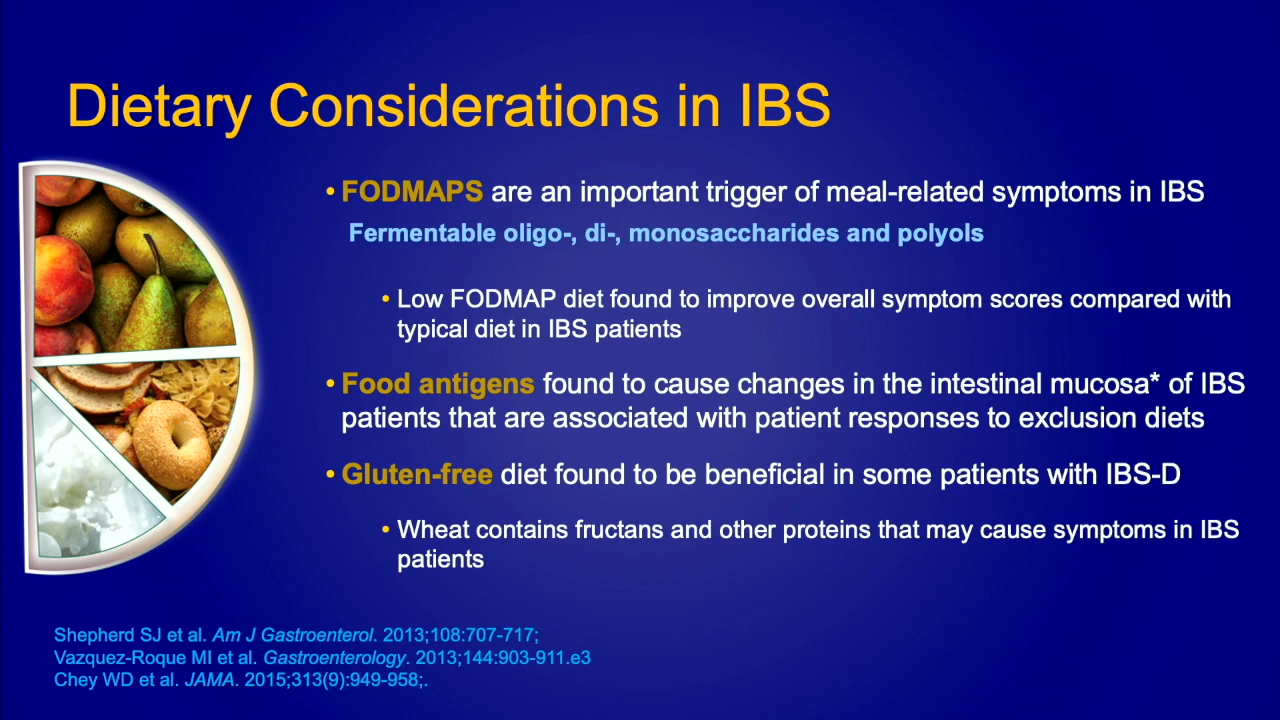 Dietary Considerations in IBS
• FODMAPS are an important trigger of meal-related symptoms in IBS
Fermentable oligo-, di-, monosaccharides and polyols
• Low FODMAP diet found to improve overall symptom scores compared with
typical diet in IBS patients
• Food antigens found to cause changes in the intestinal mucosa* of IBS
patients that are associated with patient responses to exclusion diets
• Gluten-free diet found to be beneficial in some patients with IBS-D
• Wheat contains fructans and other proteins that may cause symptoms in IBS
patients
Shepherd SJ et al. Am J Gastroenterol. 2013;108:707-717;
Vazquez-Roque MI et al. Gastroenterology. 2013;144:903-911.e3
Chey WD et al. JAMA. 2015;313(9):949-958;.